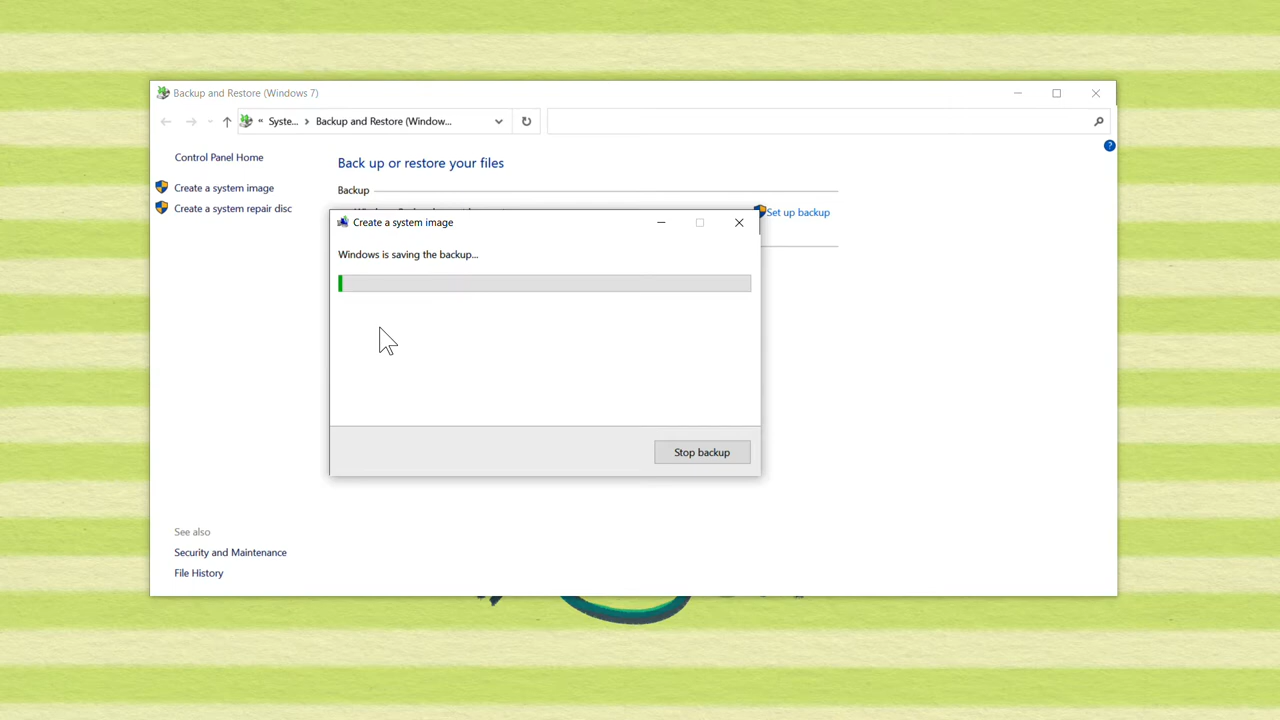 Backup and Restore (Windows 7)
« Syste... › Backup and Restore (Window...
Control Panel Home
Create a system image
Create a system repair disc
Back up or restore your files
Backup
Set up backup
Create a system image
Windows is saving the backup...
Stop backup
See also
Security and Maintenance
File History